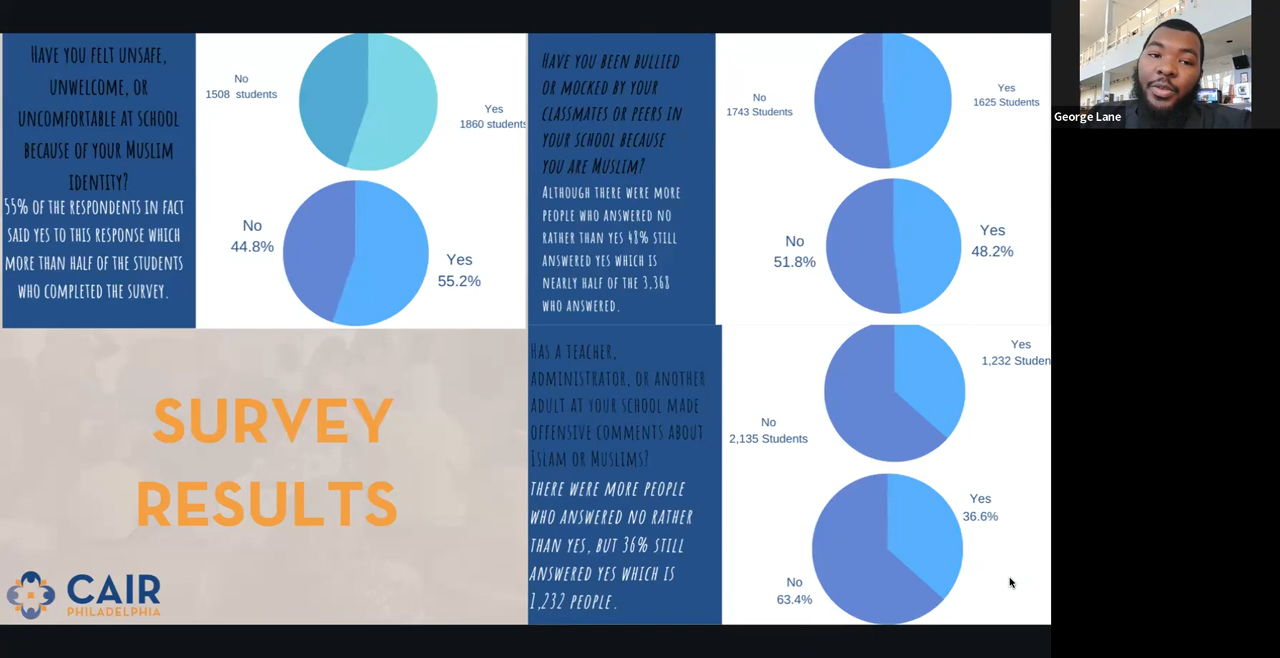 HAVE YOU FELT UNSAFE,
UNWELCOME, OR
UNCOMFORTABLE AT SCHOOL
BECAUSE OF YOUR MUSLIM
IDENTITY?
55% OF THE RESPONDENTS IN FACT
SAID YES TO THIS RESPONSE WHICH
MORE THAN HALF OF THE STUDENTS
WHO COMPLETED THE SURVEY.
No
1508 students
Yes
1860 students
No
44.8%
Yes
55.2%
HAVE YOU BEEN BULLIED
OR MOCKED BY YOUR
CLASSMATES OR PEERS IN
YOUR SCHOOL BECAUSE
YOU ARE MUSLIM?
ALTHOUGH THERE WERE MORE
PEOPLE WHO ANSWERED NO
RATHER THAN YES 48% STILL
ANSWERED YES WHICH IS
NEARLY HALF OF THE 3,368
WHO ANSWERED.
No
1743 Students
Yes
1625 Students
No
51.8%
Yes
48.2%
George Lane
SURVEY
RESULTS
CAIR
PHILADELPHIA
HAS A TEACHER,
ADMINISTRATOR, OR ANOTHER
ADULT AT YOUR SCHOOL MADE
OFFENSIVE COMMENTS ABOUT
ISLAM OR MUSLIMS?
THERE WERE MORE PEOPLE
WHO ANSWERED NO RATHER
THAN YES, BUT 36% STILL
ANSWERED YES WHICH IS
1,232 PEOPLE.
Yes
1,232 Studen
No
2,135 Students
Yes
36.6%
No
63.4%